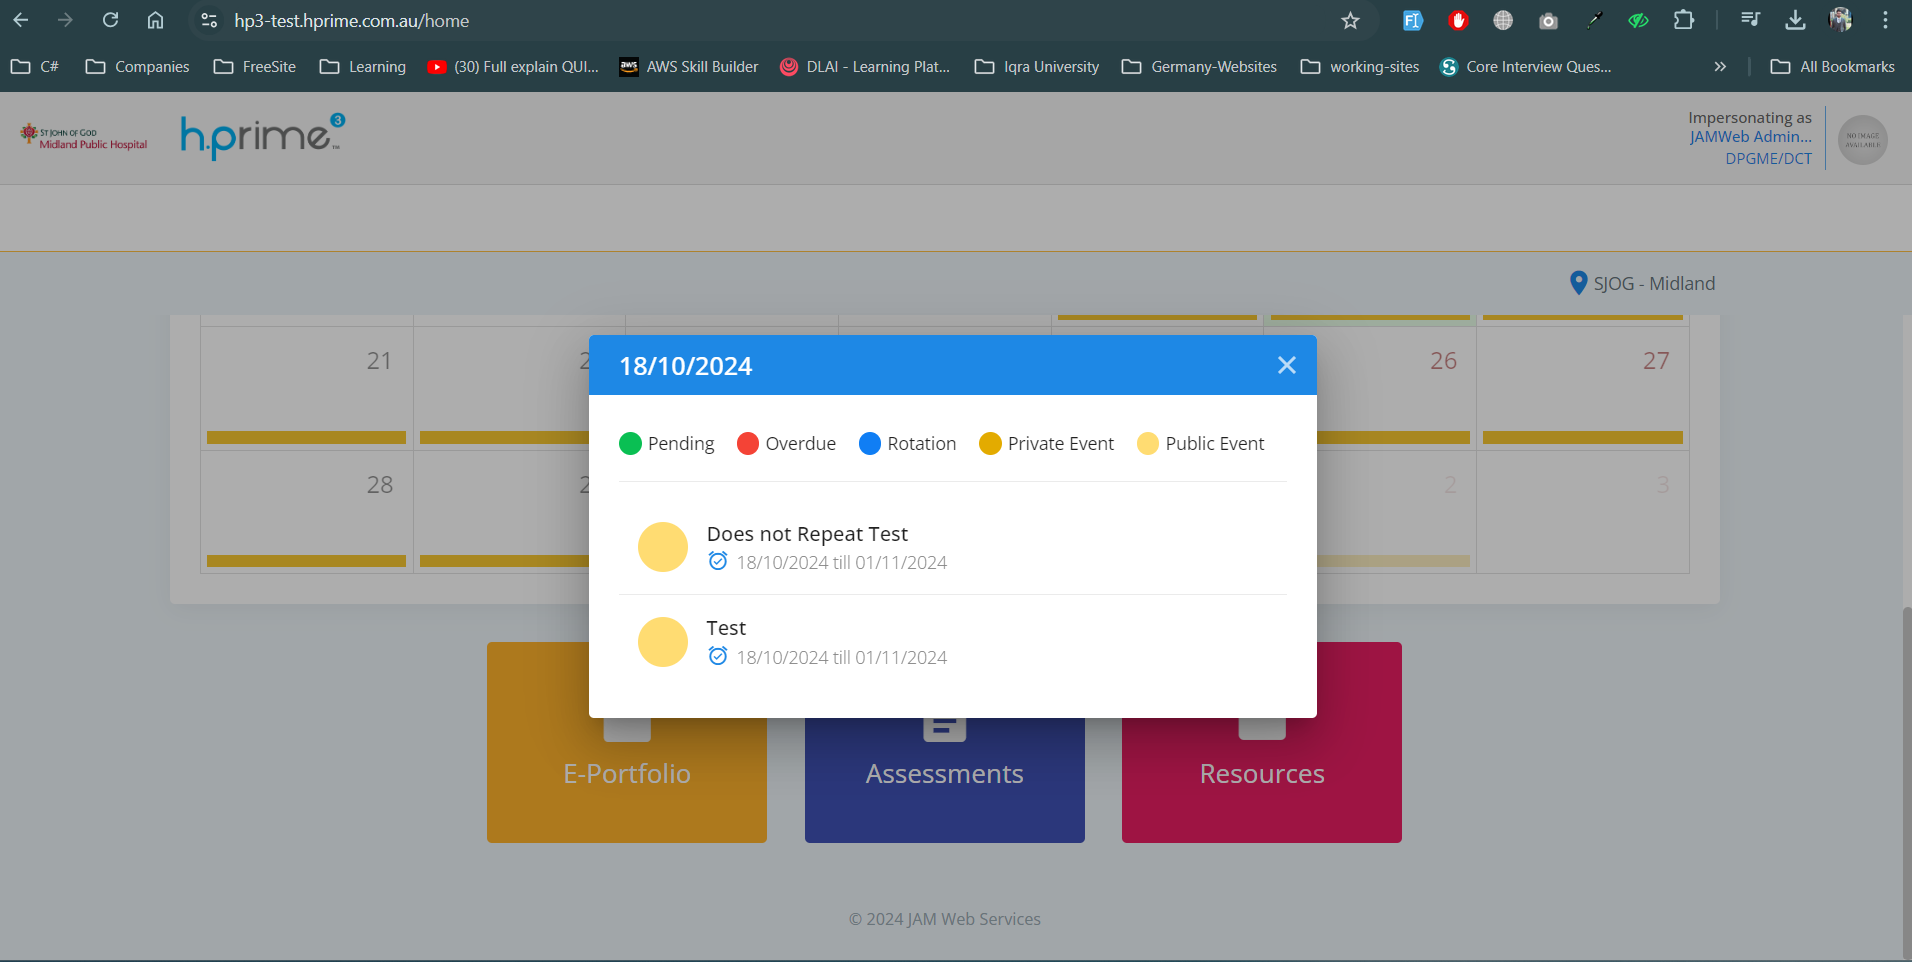 hp3-test.hprime.com.au/home
C#
Companies
FreeSite
Learning
(30) Full explain QUI...
AWS Skill Builder
DLAI - Learning Plat...
Iqra University
Germany-Websites
working-sites
Core Interview Ques...
All Bookmarks
ST JOHN OF GOD
Midland Public Hospital
h.prime3™
Impersonating as
JAMWeb Admin...
DPGME/DCT
NO IMAGE
AVAILABLE
SJOG - Midland
21
2
26
27
28
2
2
3
18/10/2024
Pending
Overdue
Rotation
Private Event
Public Event
Does not Repeat Test
18/10/2024 till 01/11/2024
Test
18/10/2024 till 01/11/2024
E-Portfolio
Assessments
Resources
© 2024 JAM Web Services